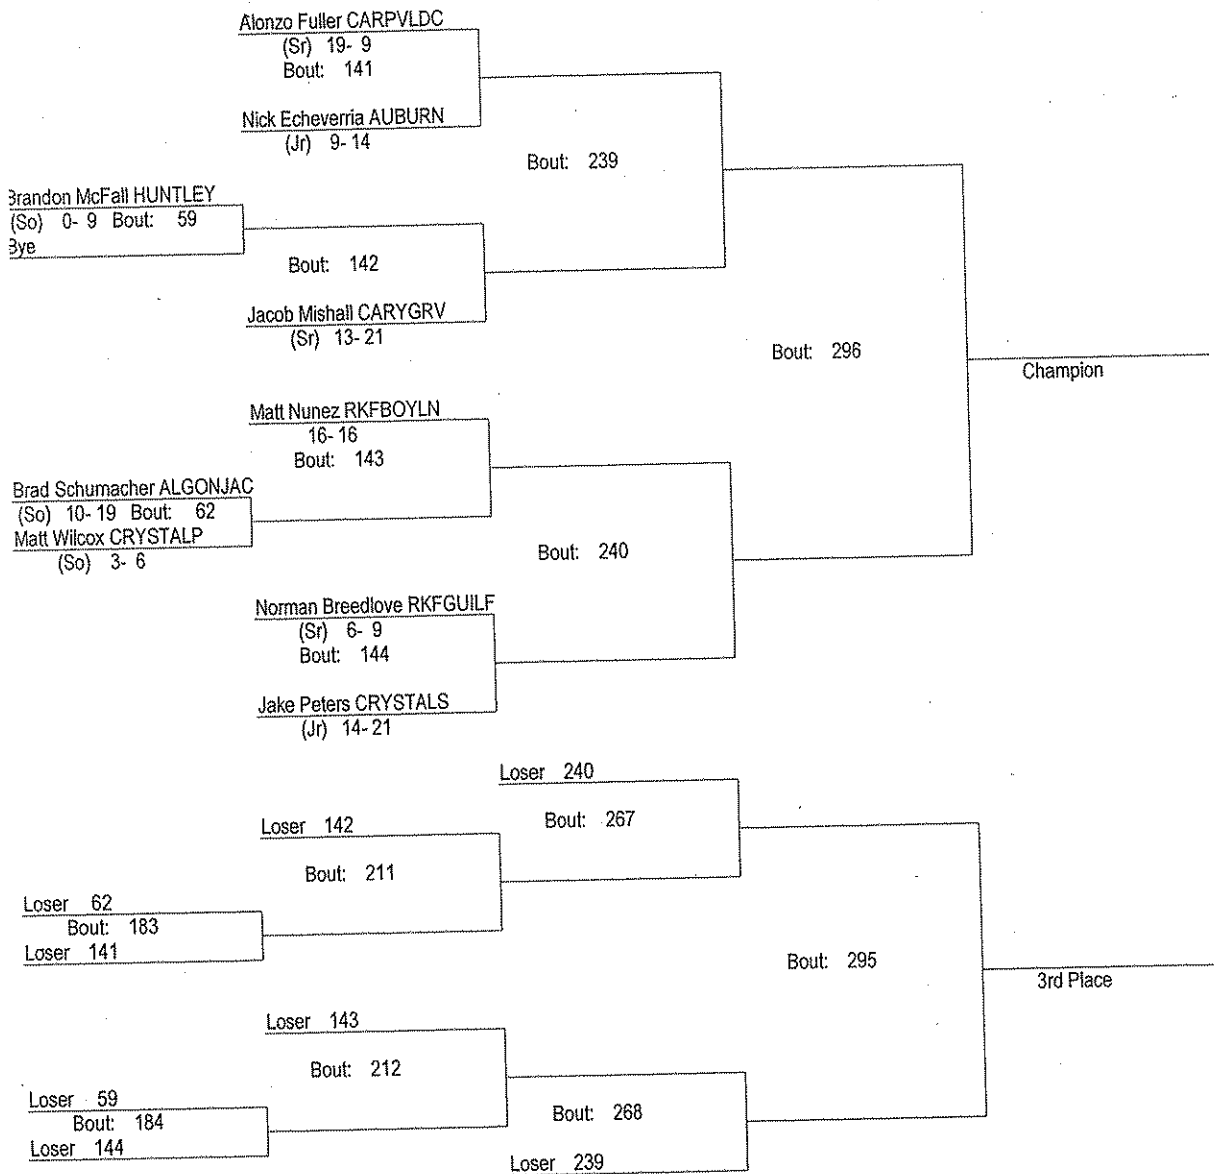 Alonzo Fuller CARPVLDC
(Sr) 19- 9
Bout: 141
Nick Echeverria AUBURN
(Jr) 9- 14
Bout: 239
Brandon McFall HUNTLEY
(So) 0- 9 Bout: 59
Bye
Bout: 142
Jacob Mishall CARYGRV
(Sr) 13- 21
Bout: 296
Champion
Matt Nunez RKFBOYLN
16- 16
Bout: 143
Brad Schumacher ALGONJAC
(So) 10- 19 Bout: 62
Matt Wilcox CRYSTALP
(So) 3- 6
Bout: 240
Norman Breedlove RKFGUILF
(Sr) 6- 9
Bout: 144
Jake Peters CRYSTALS
(Jr) 14- 21
Loser 240
Bout: 267
Loser 142
Bout: 211
Loser 62
Bout: 183
Loser 141
Bout: 295
3rd Place
Loser 143
Bout: 212
Loser 59
Bout: 184
Loser 144
Bout: 268
Loser 239